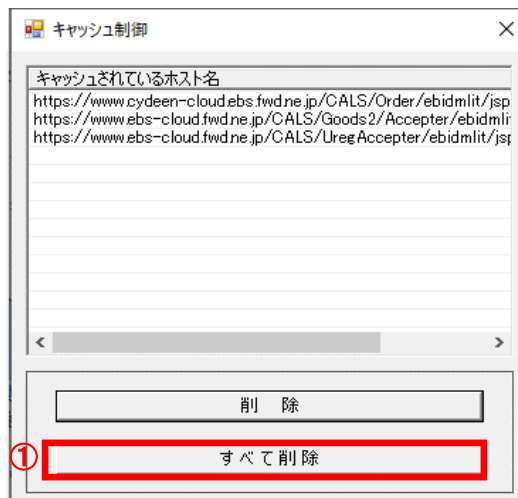 キャッシュ制御
キャッシュされているホスト名
https://www.cydeen-cloud.ebs.fwd.ne.jp/CALS/Order/ebidmlit/jsp
https://www.ebs-cloud.fwd.ne.jp/CALS/Goods2/Accepter/ebidmli
https://www.ebs-cloud.fwd.ne.jp/CALS/UregAccepter/ebidmlit/jsp
削 除
① すべて削除